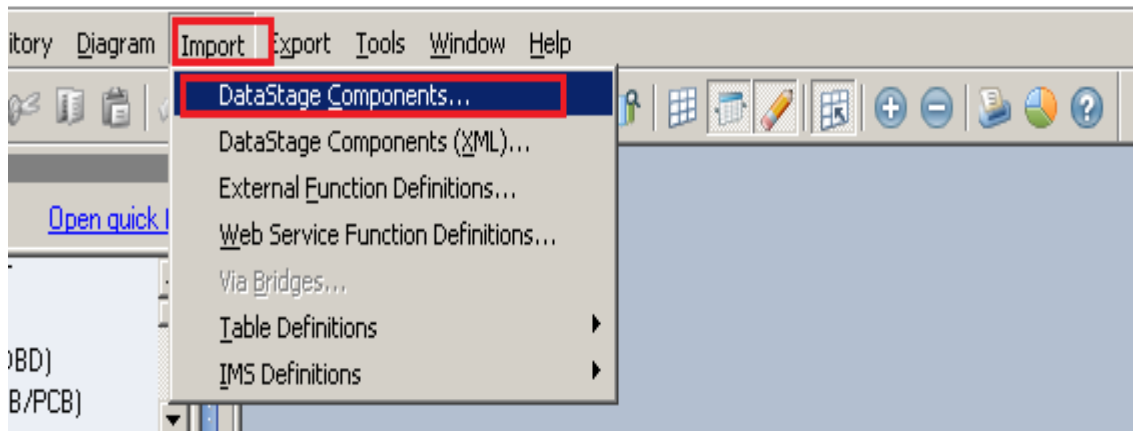 itory Diagram Import Export Tools Window Help
DataStage Components...
DataStage Components (XML)...
External Function Definitions...
Open quick
Web Service Function Definitions...
Via Bridges...
Table Definitions
BD)
IMS Definitions
B/PCB)